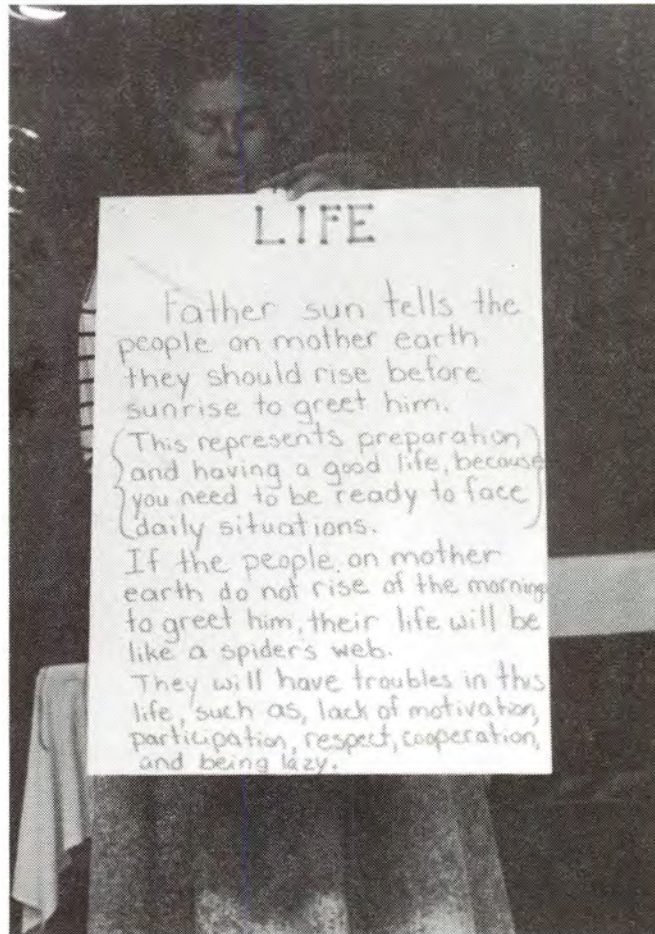 LIFE
Father sun tells the
people on mother earth
they should rise before
sunrise to greet him.
(This represents preparation)
and having a good life, because
you need to be ready to face
daily situations.
If the people on mother
earth do not rise of the morning
to greet him, their life will be
like a spider's web.
They will have troubles in this
life, such as, lack of motivation,
participation, respect, cooperation,
and being lazy.